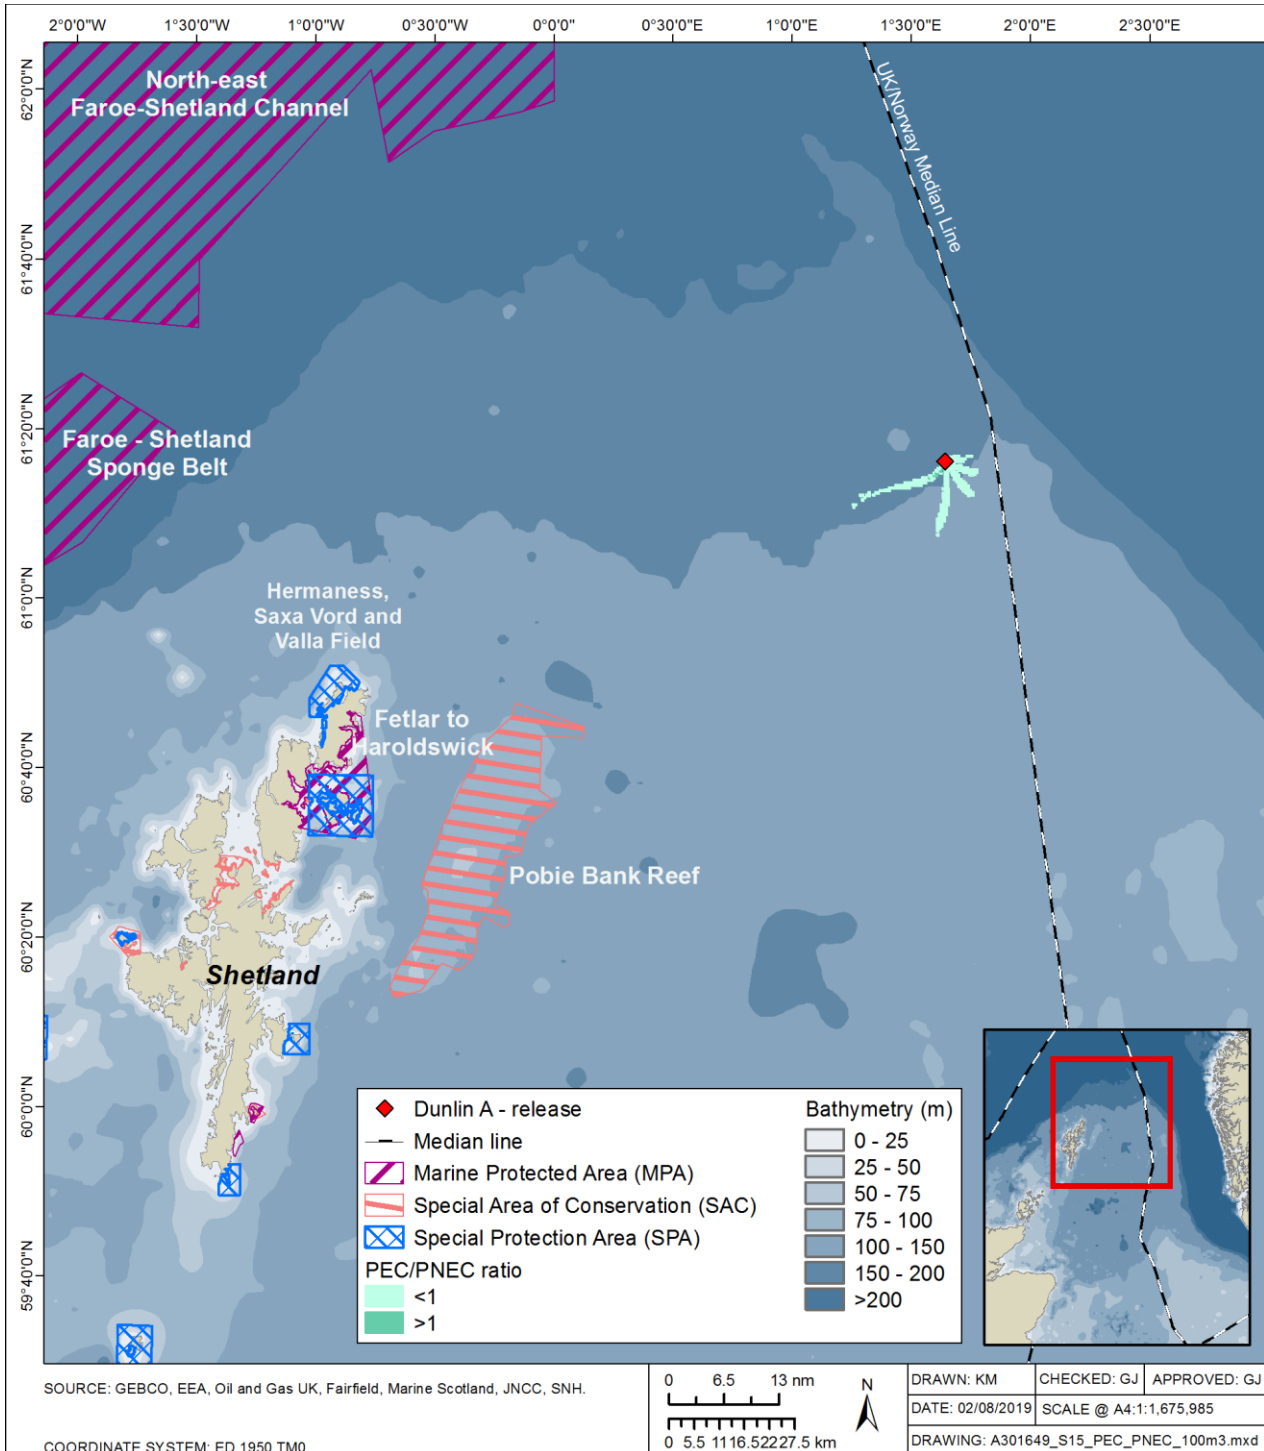 2°0'0"W 1°30'0"W 1°0'0"W 0°30'0"W 0°0'0"E 0°30'0"E 1°0'0"E 1°30'0"E 2°0'0"E 2°30'0"E
62°0'0"N
61°40'0"N
61°20'0"N
61°0'0"N
60°40'0"N
60°20'0"N
60°0'0"N
59°40'0"N
North-east
Faroe-Shetland Channel
UK/Norway Median Line
Faroe - Shetland
Sponge Belt
Hermaness,
Saxa Vord and
Valla Field
Fetlar to
Haroldswick
Pobie Bank Reef
Shetland
Dunlin A - release
Median line
Marine Protected Area (MPA)
Special Area of Conservation (SAC)
Special Protection Area (SPA)
PEC/PNEC ratio
<1
>1
Bathymetry (m)
0 - 25
25 - 50
50 - 75
75 - 100
100 - 150
150 - 200
>200
SOURCE: GEBCO, EEA, Oil and Gas UK, Fairfield, Marine Scotland, JNCC, SNH.
COORDINATE SYSTEM: ED 1950 TM0
0 6.5 13 nm
0 5.5 11 16.5 22 27.5 km
N
DRAWN: KM CHECKED: GJ APPROVED: GJ
DATE: 02/08/2019 SCALE @ A4:1:1,675,985
DRAWING: A301649_S15_PEC_PNEC_100m3.mxd